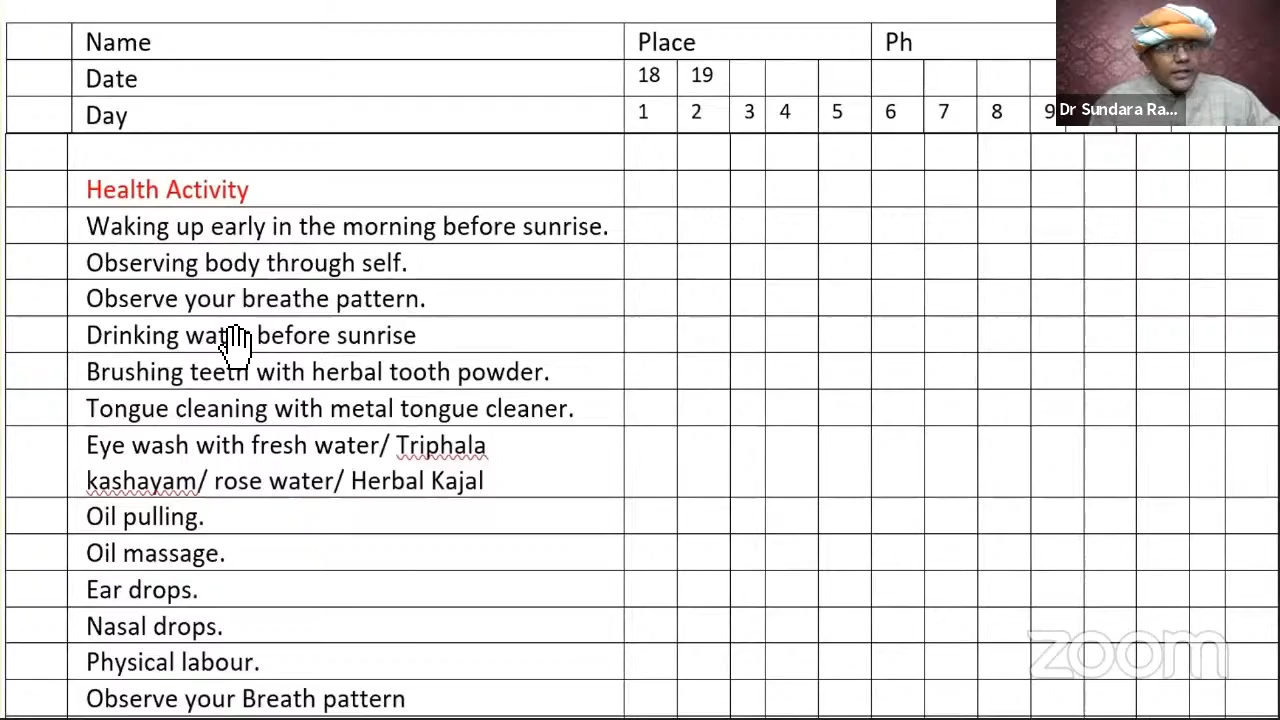 Name Place Ph
Date 18 19
Day 1 2 3 4 5 6 7 8 9
Dr Sundara Ra...
Health Activity
Waking up early in the morning before sunrise.
Observing body through self.
Observe your breathe pattern.
Drinking water before sunrise
Brushing teeth with herbal tooth powder.
Tongue cleaning with metal tongue cleaner.
Eye wash with fresh water/ Triphala
kashayam/ rose water/ Herbal Kajal
Oil pulling.
Oil massage.
Ear drops.
Nasal drops.
Physical labour.
Observe your Breath pattern
zoom